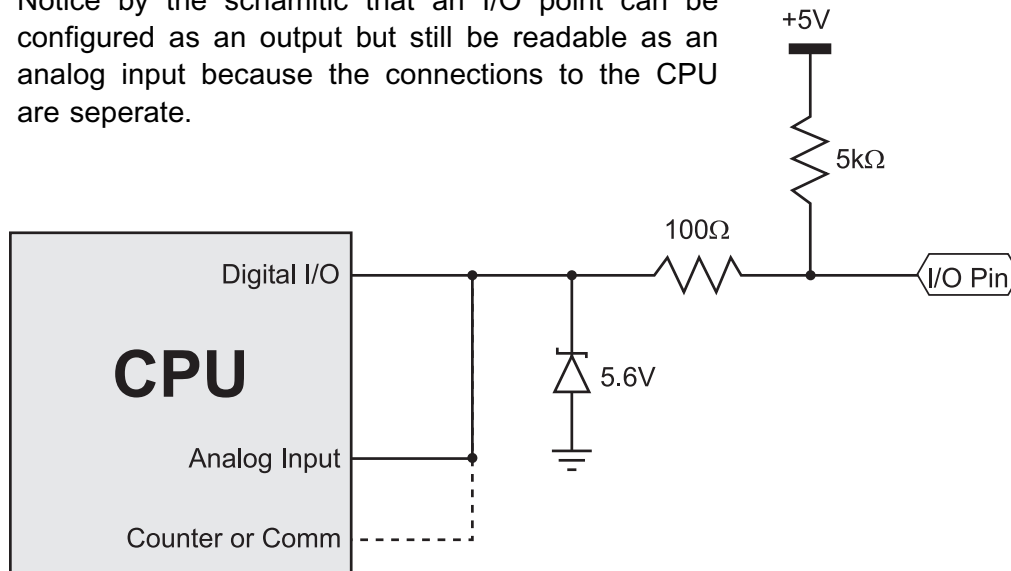 Notice by the schamitic that an I/O point can be
configured as an output but still be readable as an
analog input because the connections to the CPU
are seperate.
+5V
5kΩ
100Ω
Digital I/O
I/O Pin
CPU
5.6V
Analog Input
Counter or Comm